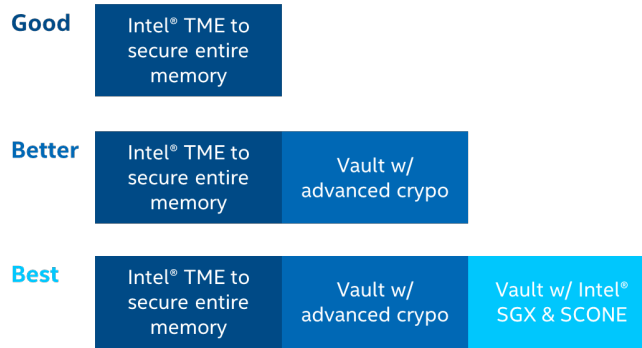 Good
Intel® TME to
secure entire
memory
Better
Intel® TME to
secure entire
memory
Vault w/
advanced crypo
Best
Intel® TME to
secure entire
memory
Vault w/
advanced crypo
Vault w/ Intel®
SGX & SCONE